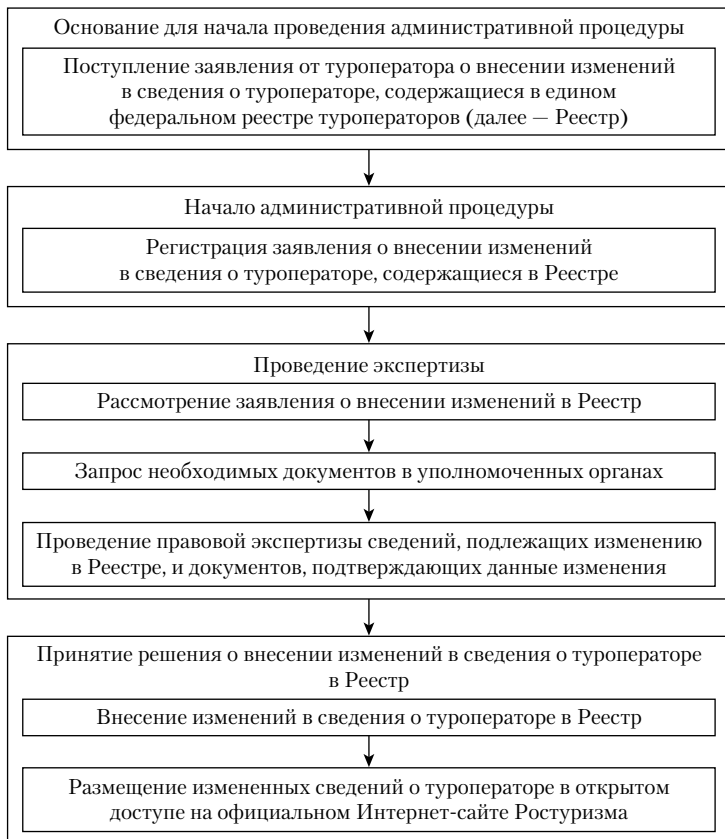 Основание для начала проведения административной процедуры
Поступление заявления от туроператора о внесении изменений
в сведения о туроператоре, содержащиеся в едином
федеральном реестре туроператоров (далее — Реестр)
Начало административной процедуры
Регистрация заявления о внесении изменений
в сведения о туроператоре, содержащиеся в Реестре
Проведение экспертизы
Рассмотрение заявления о внесении изменений в Реестр
Запрос необходимых документов в уполномоченных органах
Проведение правовой экспертизы сведений, подлежащих изменению
в Реестре, и документов, подтверждающих данные изменения
Принятие решения о внесении изменений в сведения о туроператоре
в Реестр
Внесение изменений в сведения о туроператоре в Реестр
Размещение измененных сведений о туроператоре в открытом
доступе на официальном Интернет-сайте Ростуризма